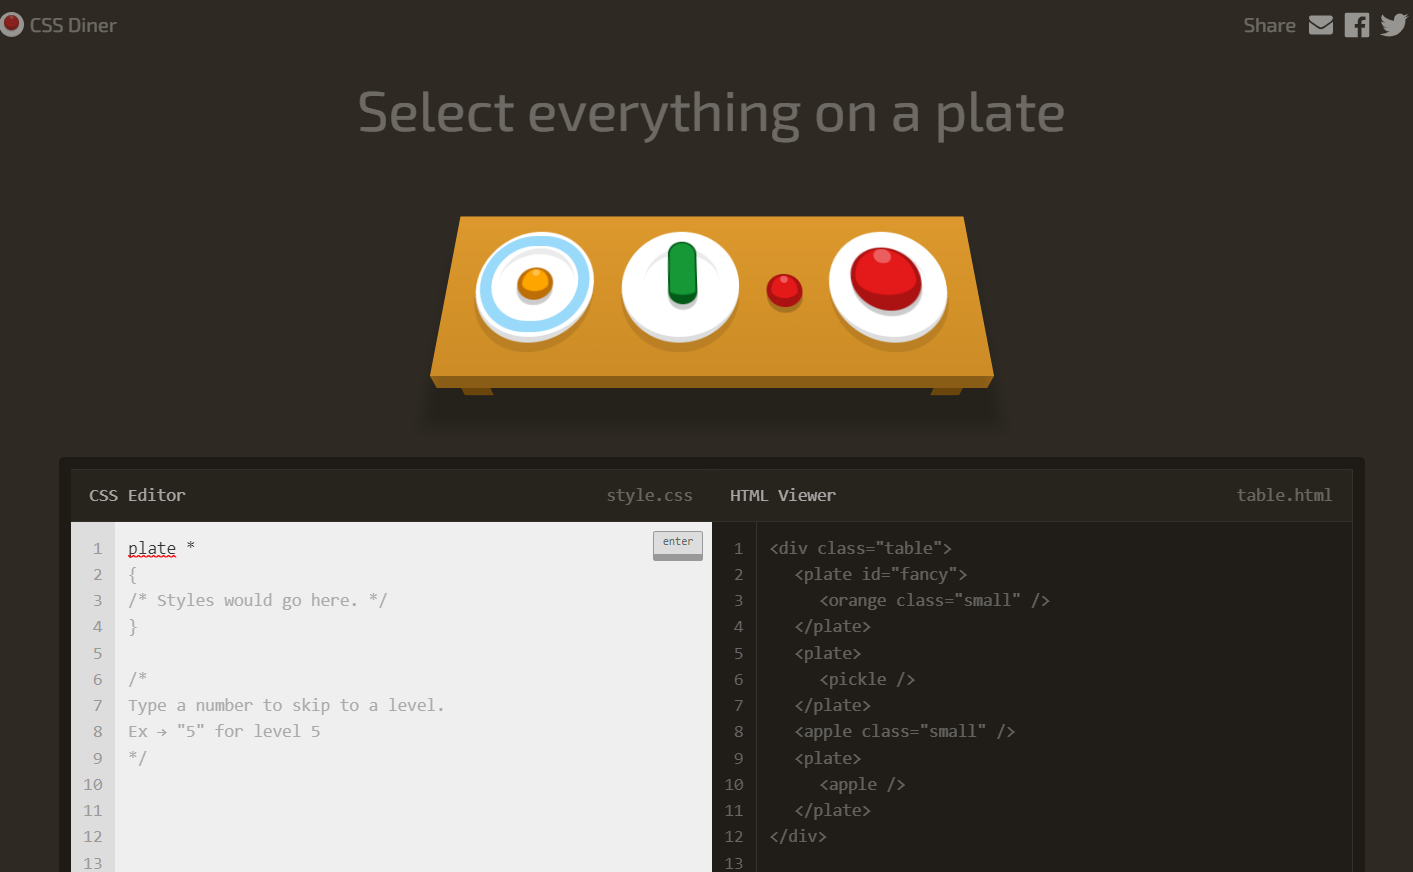 CSS Diner
Share
Select everything on a plate
CSS Editor
style.css
1 plate *
2 {
3 /* Styles would go here. */
4 }
5
6 /*
7 Type a number to skip to a level.
8 Ex → "5" for level 5
9 */
10
11
12
13
enter
HTML Viewer
table.html
1 <div class="table">
2 <plate id="fancy">
3 <orange class="small" />
4 </plate>
5 <plate>
6 <pickle />
7 </plate>
8 <apple class="small" />
9 <plate>
10 <apple />
11 </plate>
12 </div>
13